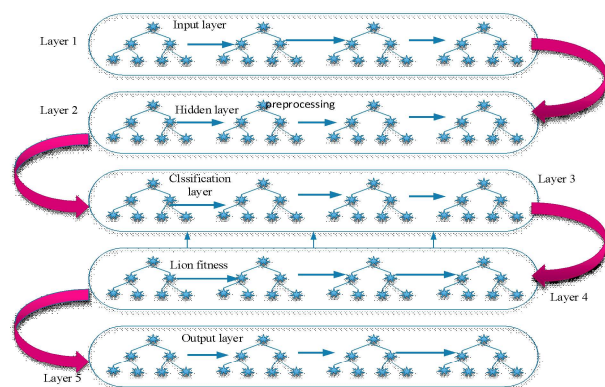 Input layer
Layer 1
Layer 2
Hidden layer
preprocessing
Clssification
layer
Layer 3
Lion fitness
Layer 4
Output layer
Layer 5